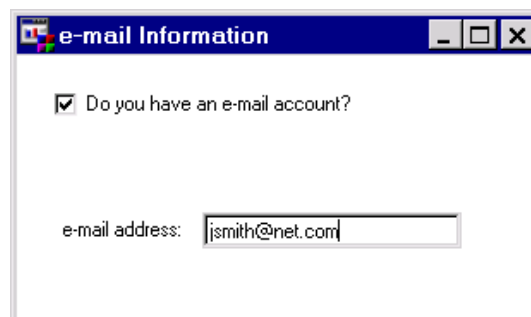 e-mail Information
Do you have an e-mail account?
e-mail address: jsmith@net.com